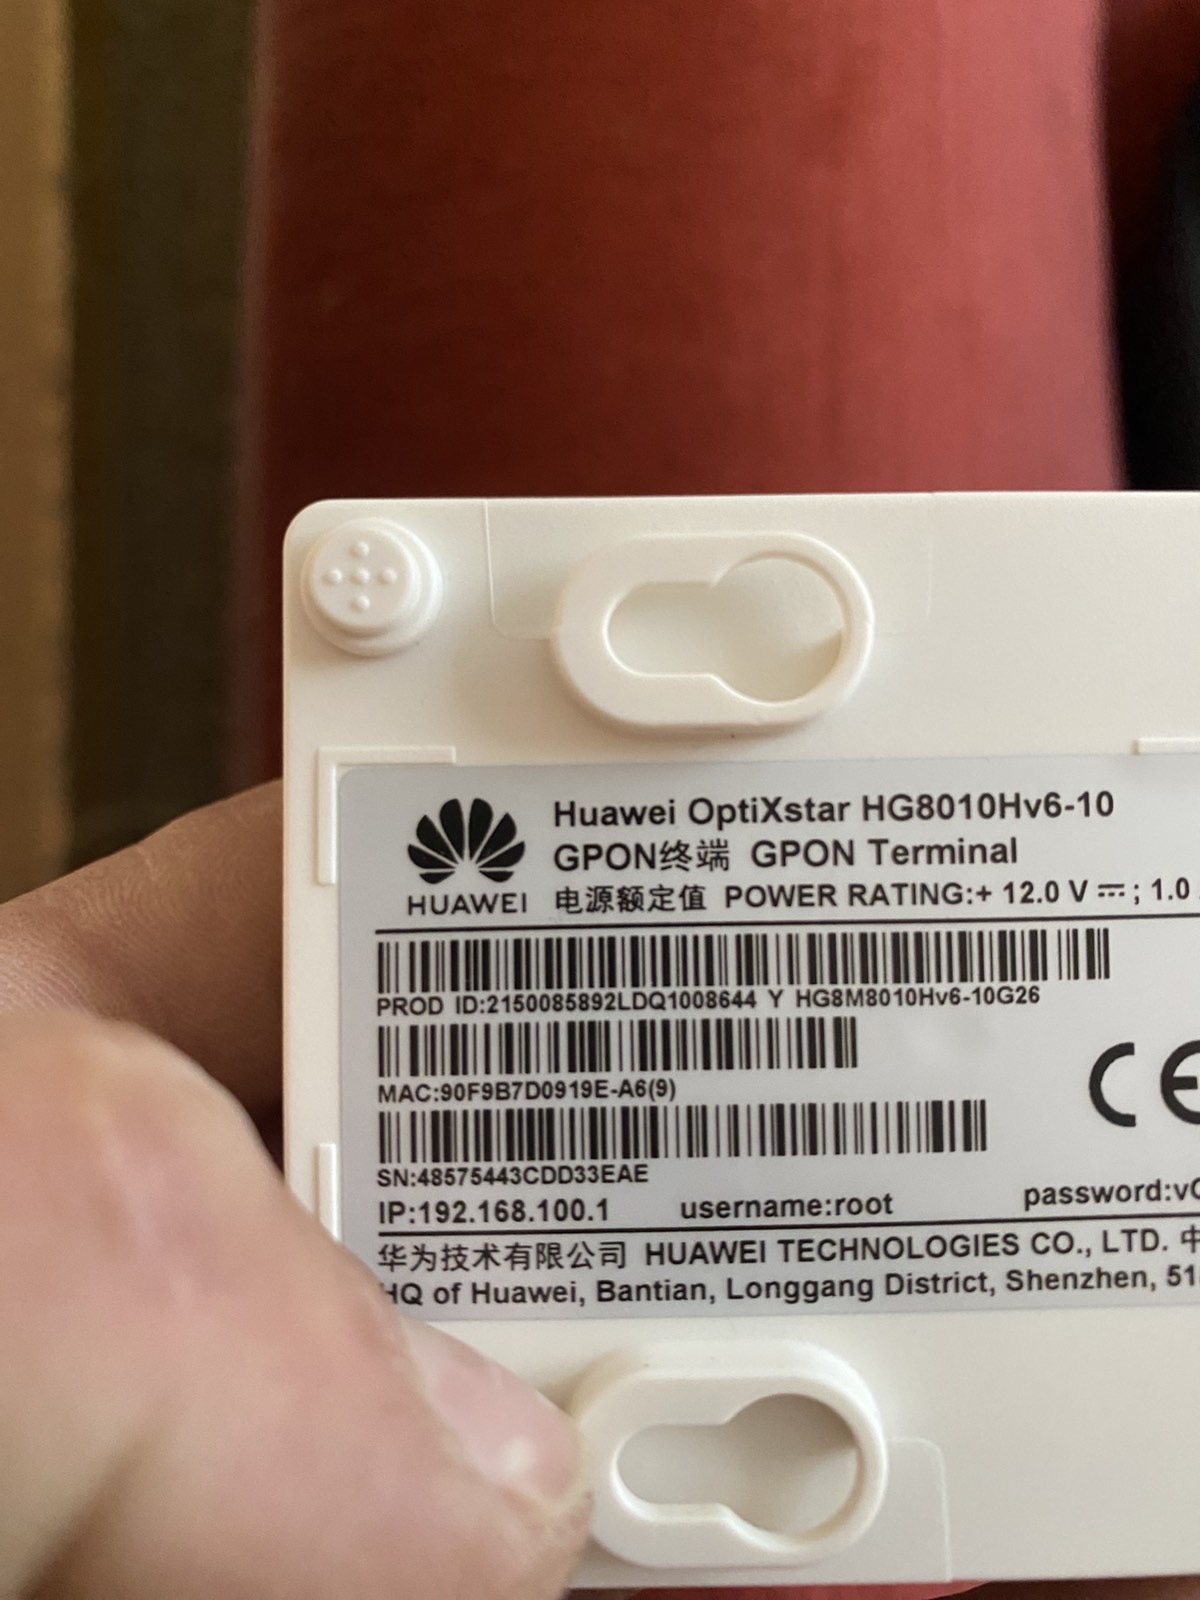 HUAWEI
Huawei OptiXstar HG8010Hv6-10
GPON终端 GPON Terminal
电源额定值 POWER RATING:+ 12.0 V ⎓; 1.0
PROD ID:2150085892LDQ1008644 Y HG8M8010Hv6-10G26
MAC:90F9B7D0919E-A6(9)
SN:48575443CDD33EAE
IP:192.168.100.1 username:root password:
华为技术有限公司 HUAWEI TECHNOLOGIES CO., LTD.
HQ of Huawei, Bantian, Longgang District, Shenzhen, 51
CE